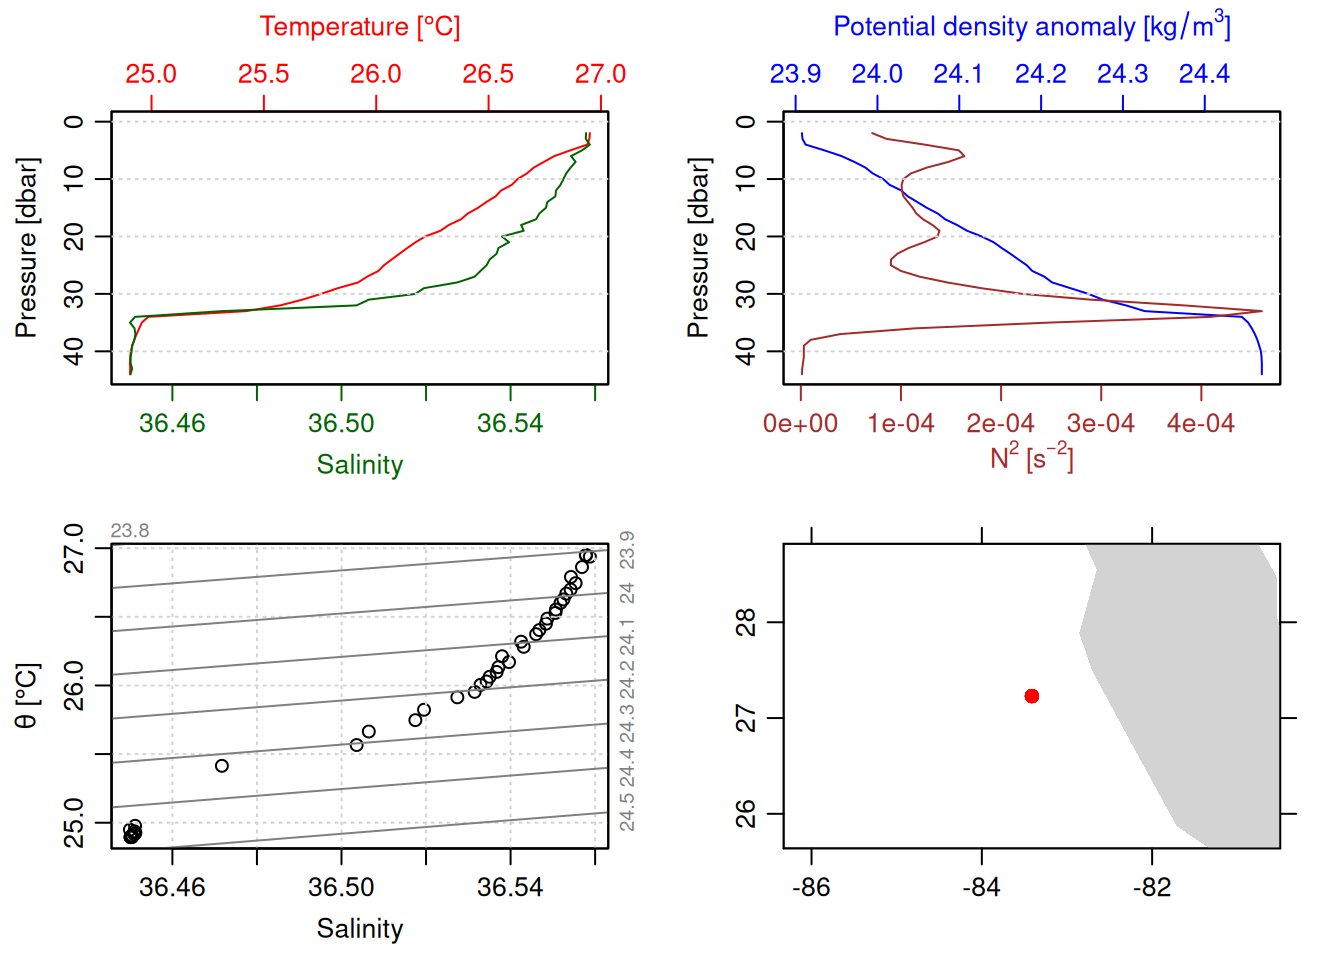 Temperature [°C]
25.0 25.5 26.0 26.5 27.0
Pressure [dbar]
0
10
20
30
40
36.46 36.50 36.54
Salinity
Potential density anomaly [kg/m³]
23.9 24.0 24.1 24.2 24.3 24.4
Pressure [dbar]
0
10
20
30
40
0e+00 1e-04 2e-04 3e-04 4e-04
N² [s⁻²]
23.8
θ [°C]
27.0
26.0
25.0
23.9
24
24.1
24.2
24.3
24.4
24.5
36.46 36.50 36.54
Salinity
28
27
26
-86 -84 -82